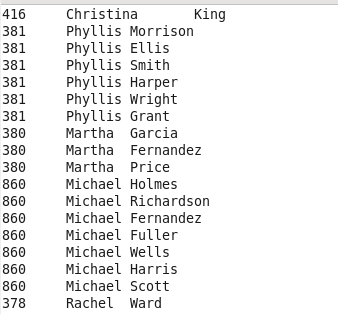 416 Christina King
381 Phyllis Morrison
381 Phyllis Ellis
381 Phyllis Smith
381 Phyllis Harper
381 Phyllis Wright
381 Phyllis Grant
380 Martha Garcia
380 Martha Fernandez
380 Martha Price
860 Michael Holmes
860 Michael Richardson
860 Michael Fernandez
860 Michael Fuller
860 Michael Wells
860 Michael Harris
860 Michael Scott
378 Rachel Ward